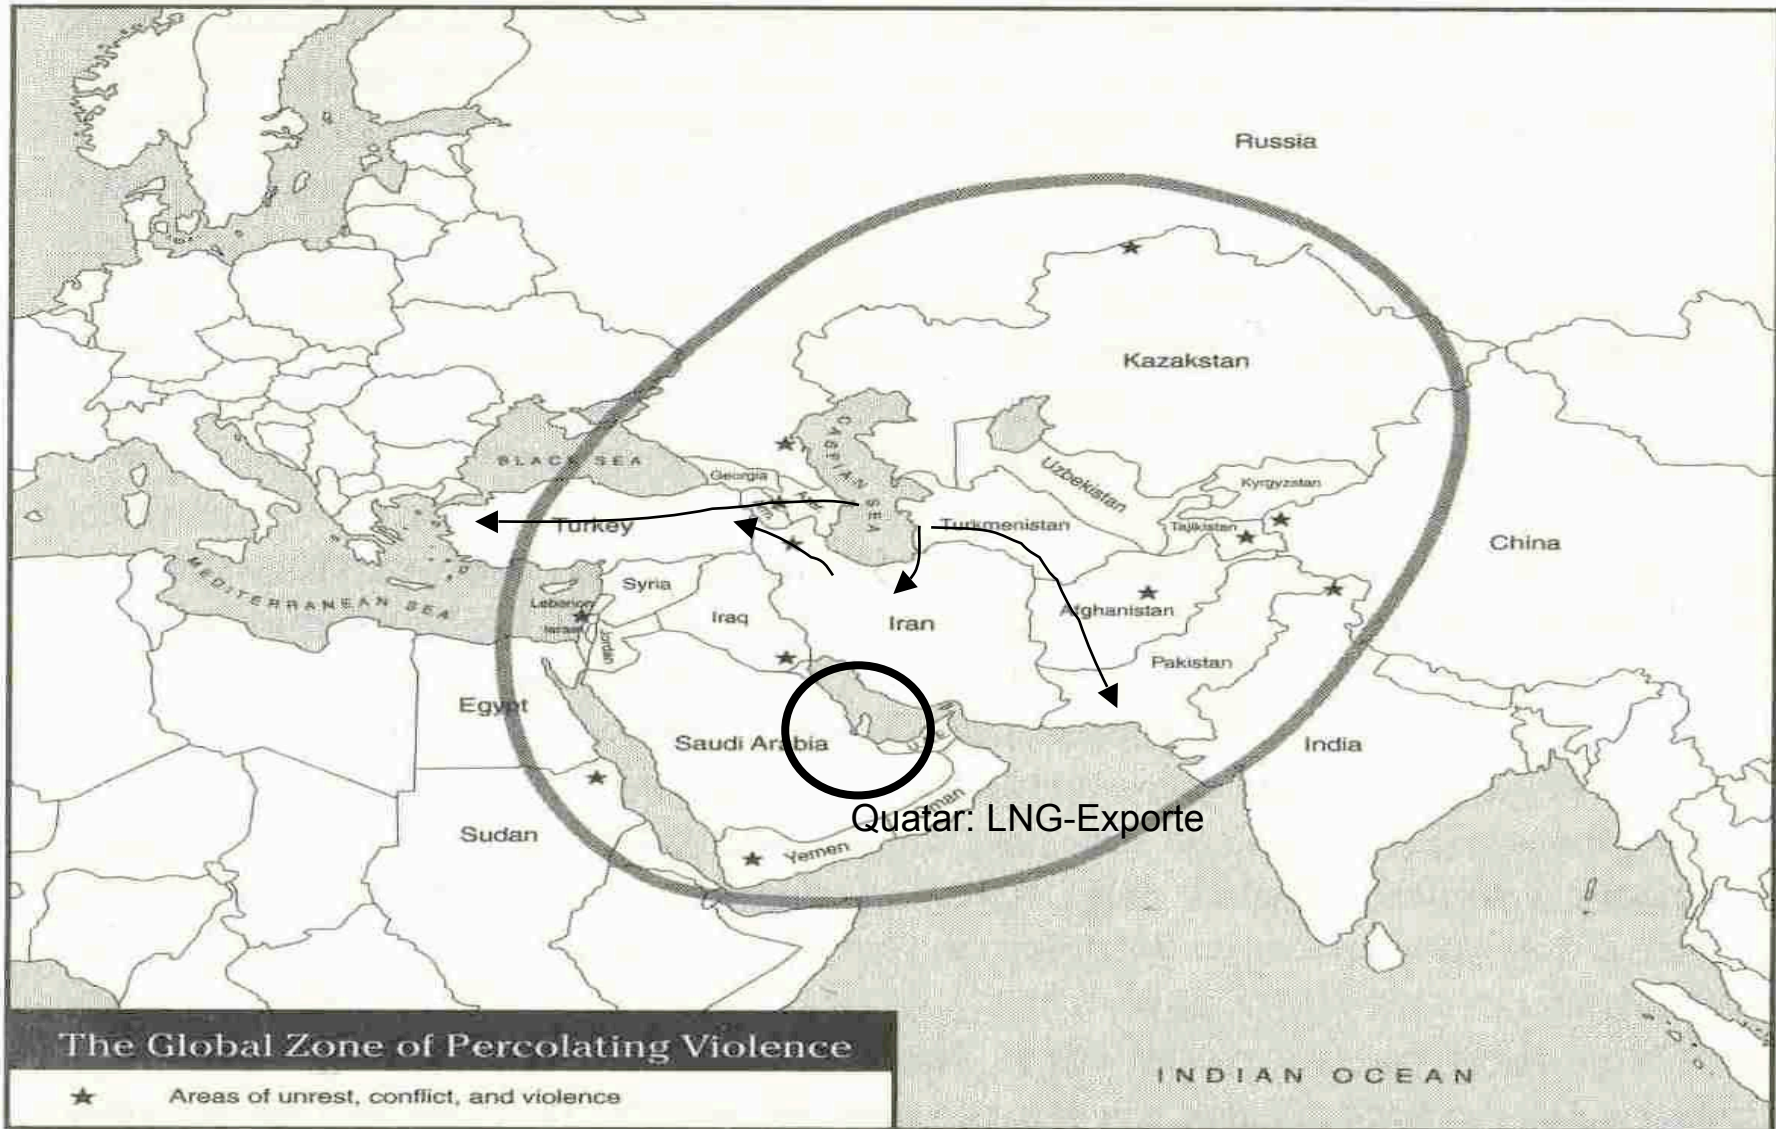 Russia
Kazakstan
CASPIAN SEA
BLACK SEA
Georgia
Uzbekistan
Kyrgyzstan
Turkey
Turkmenistan
Tajikistan
China
MEDITERRANEAN SEA
Syria
Lebanon
Israel
Jordan
Iraq
Iran
Afghanistan
Pakistan
Egypt
Saudi Arabia
U.A.E.
India
Oman
Quatar: LNG-Exporte
Sudan
Yemen
The Global Zone of Percolating Violence
Areas of unrest, conflict, and violence
INDIAN OCEAN